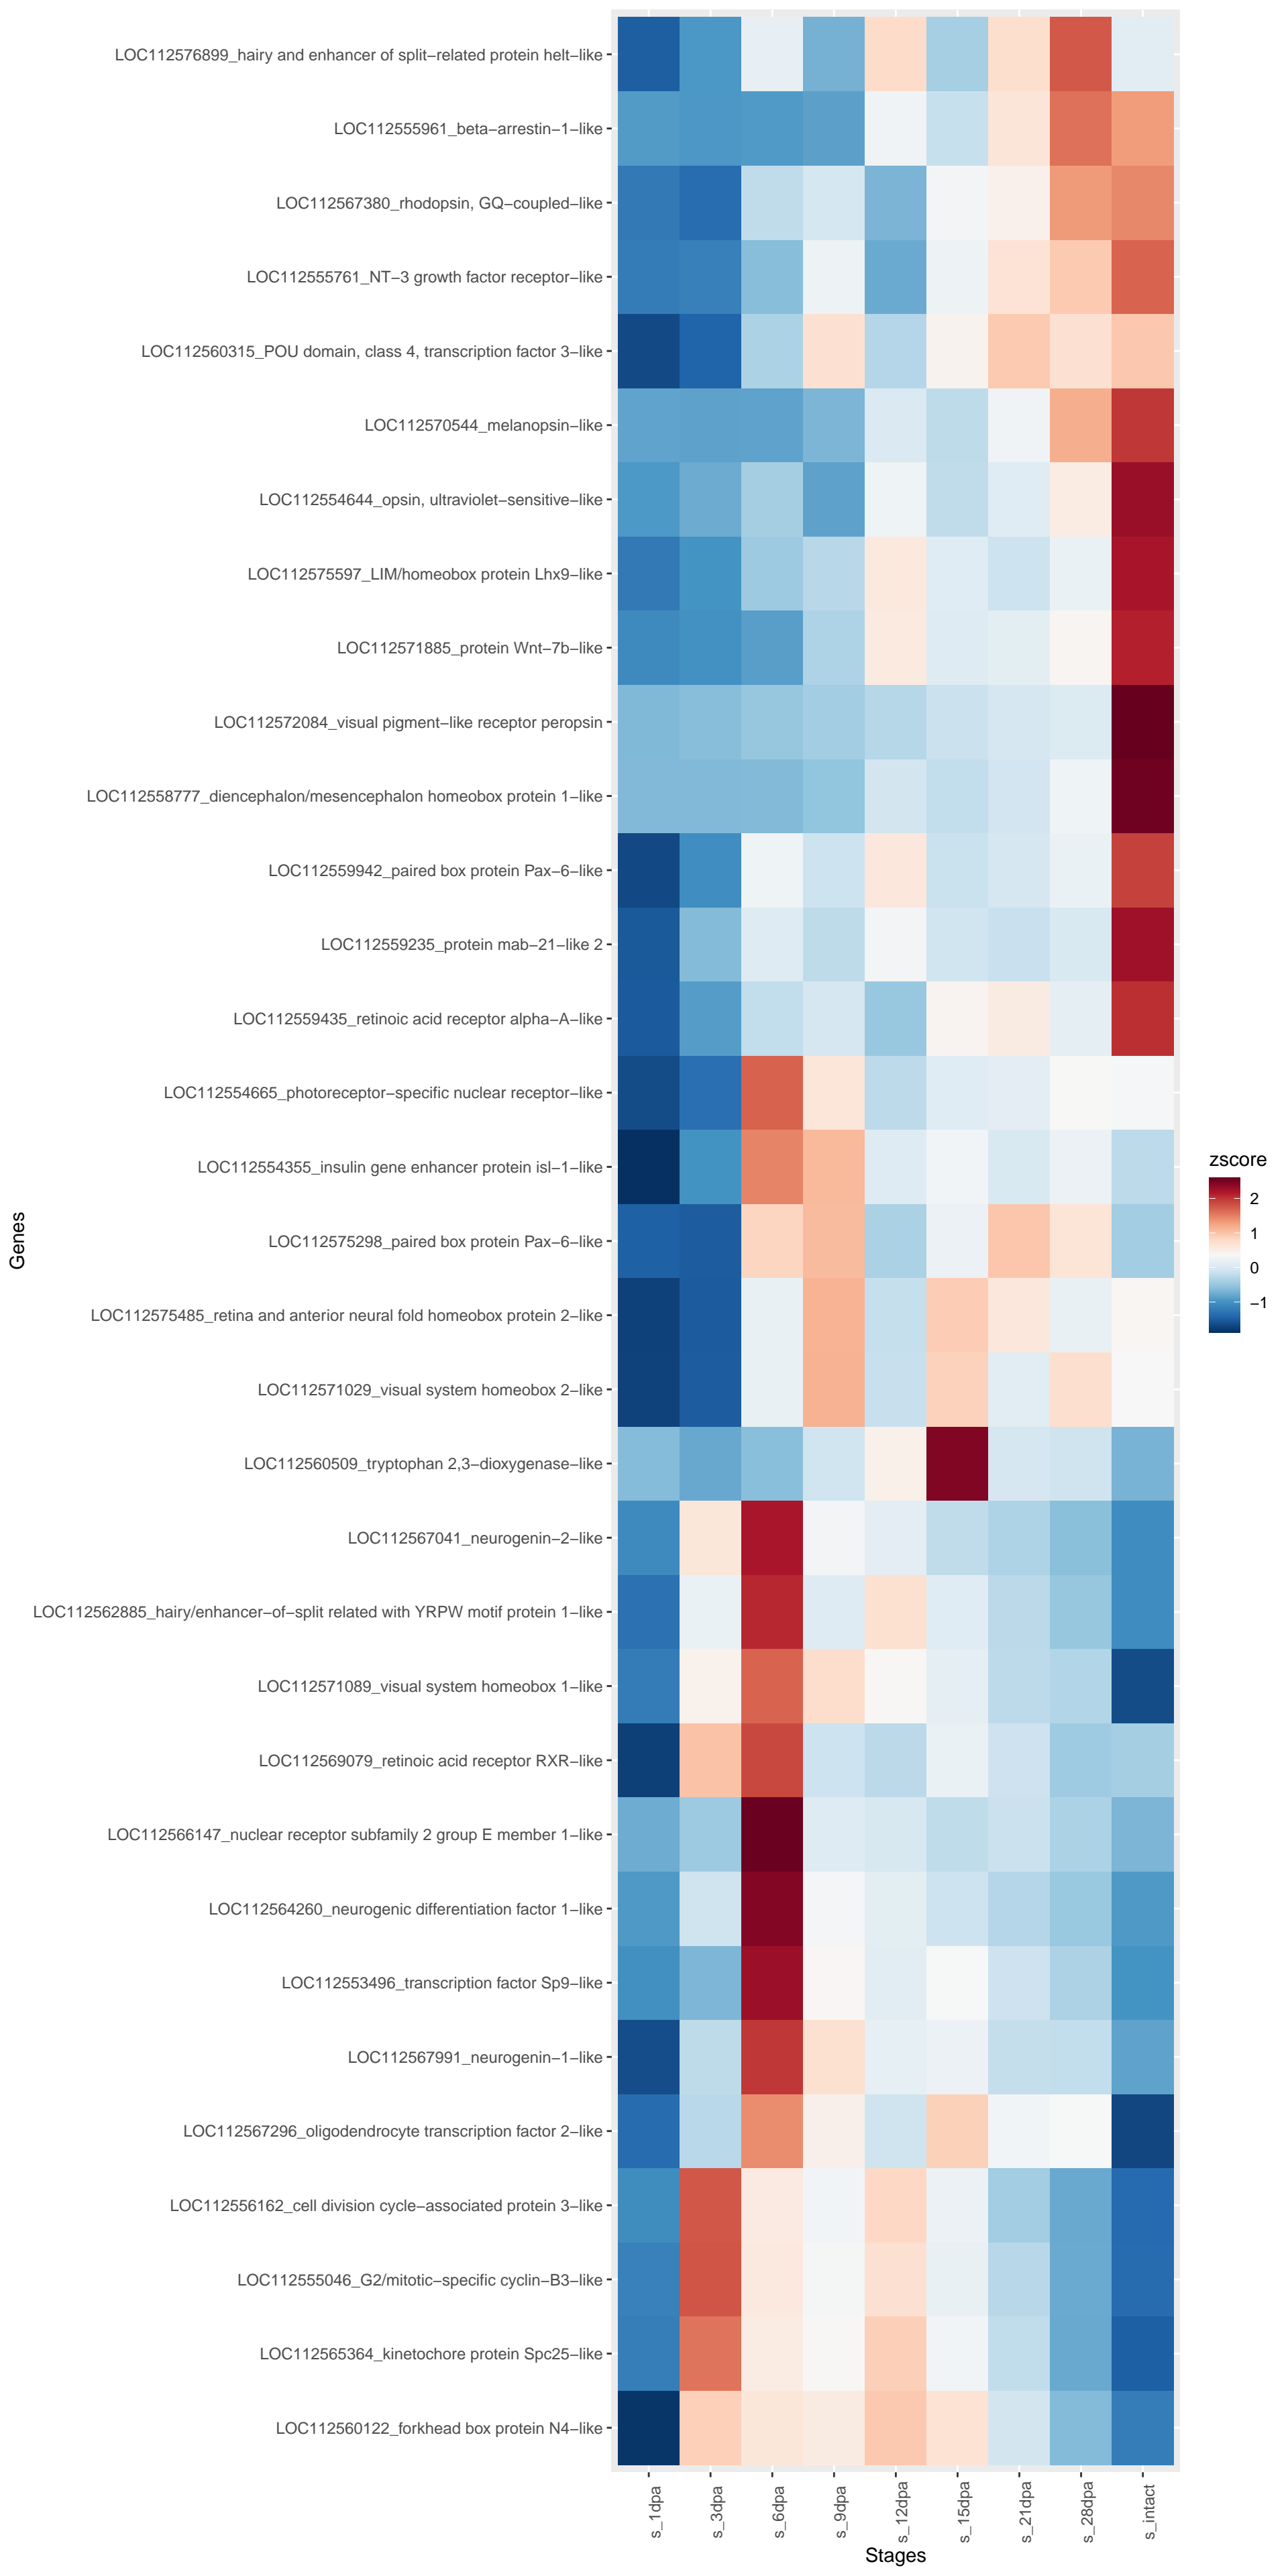 LOC112576899_hairy and enhancer of split−related protein helt−like
LOC112555961_beta−arrestin−1−like
LOC112567380_rhodopsin, GQ−coupled−like
LOC112555761_NT−3 growth factor receptor−like
LOC112560315_POU domain, class 4, transcription factor 3−like
LOC112570544_melanopsin−like
LOC112554644_opsin, ultraviolet−sensitive−like
LOC112575597_LIM/homeobox protein Lhx9−like
LOC112571885_protein Wnt−7b−like
LOC112572084_visual pigment−like receptor peropsin
LOC112558777_diencephalon/mesencephalon homeobox protein 1−like
LOC112559942_paired box protein Pax−6−like
LOC112559235_protein mab−21−like 2
LOC112559435_retinoic acid receptor alpha−A−like
LOC112554665_photoreceptor−specific nuclear receptor−like
LOC112554355_insulin gene enhancer protein isl−1−like
LOC112575298_paired box protein Pax−6−like
LOC112575485_retina and anterior neural fold homeobox protein 2−like
LOC112571029_visual system homeobox 2−like
LOC112560509_tryptophan 2,3−dioxygenase−like
LOC112567041_neurogenin−2−like
LOC112562885_hairy/enhancer−of−split related with YRPW motif protein 1−like
LOC112571089_visual system homeobox 1−like
LOC112569079_retinoic acid receptor RXR−like
LOC112566147_nuclear receptor subfamily 2 group E member 1−like
LOC112564260_neurogenic differentiation factor 1−like
LOC112553496_transcription factor Sp9−like
LOC112567991_neurogenin−1−like
LOC112567296_oligodendrocyte transcription factor 2−like
LOC112556162_cell division cycle−associated protein 3−like
LOC112555046_G2/mitotic−specific cyclin−B3−like
LOC112565364_kinetochore protein Spc25−like
LOC112560122_forkhead box protein N4−like
Genes
s_1dpa
s_3dpa
s_6dpa
s_9dpa
s_12dpa
s_15dpa
s_21dpa
s_28dpa
s_intact
Stages
zscore
2
1
0
−1